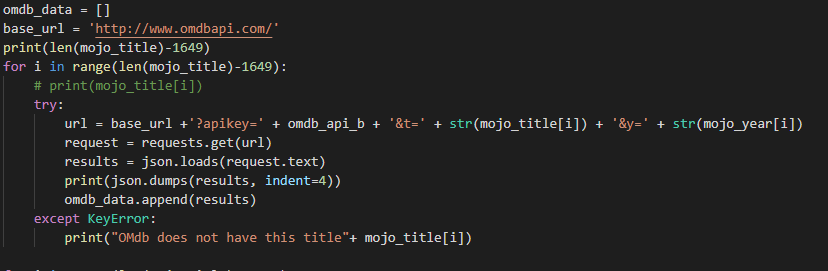 omdb_data = []
base_url = 'http://www.omdbapi.com/'
print(len(mojo_title)-1649)
for i in range(len(mojo_title)-1649):
    # print(mojo_title[i])
    try:
        url = base_url +'?apikey=' + omdb_api_b + '&t=' + str(mojo_title[i]) + '&y=' + str(mojo_year[i])
        request = requests.get(url)
        results = json.loads(request.text)
        print(json.dumps(results, indent=4))
        omdb_data.append(results)
    except KeyError:
        print("OMdb does not have this title"+ mojo_title[i])